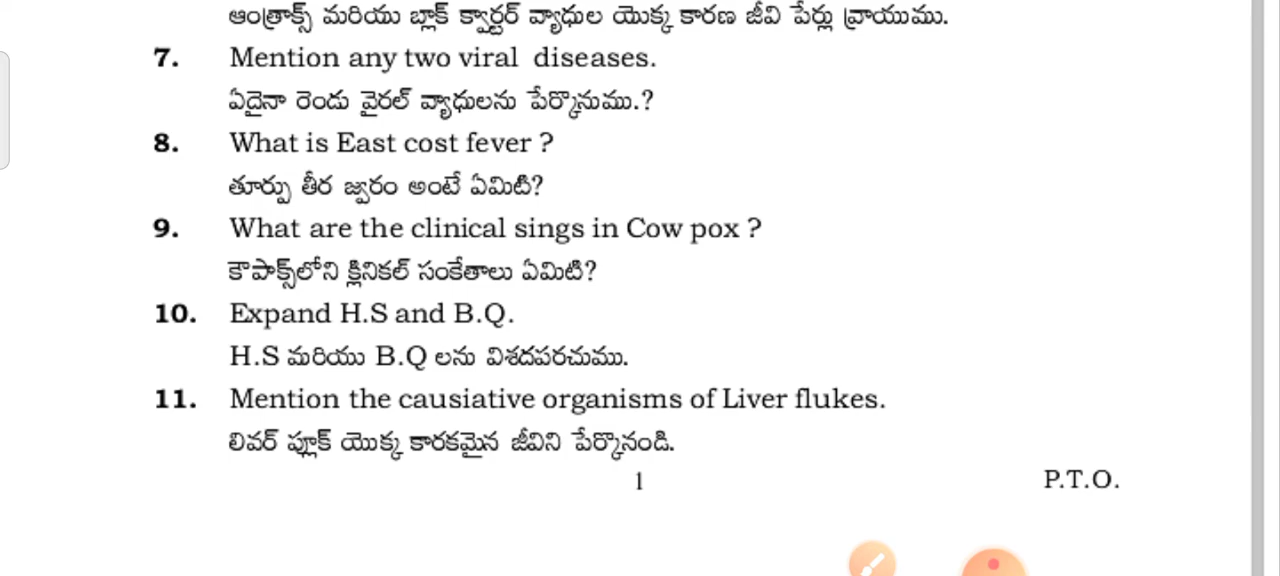 ఆంత్రాక్స్ మరియు బ్లాక్ క్వార్టర్ వ్యాధుల యొక్క కారణ జీవి పేర్లు వ్రాయుము.
7. Mention any two viral diseases.
ఏదైనా రెండు వైరల్ వ్యాధులను పేర్కొనుము.?
8. What is East cost fever ?
తూర్పు తీర జ్వరం అంటే ఏమిటి?
9. What are the clinical sings in Cow pox ?
కౌపాక్స్‌లోని క్లినికల్ సంకేతాలు ఏమిటి?
10. Expand H.S and B.Q.
H.S మరియు B.Q లను విశదపరచుము.
11. Mention the causiative organisms of Liver flukes.
లివర్ ఫ్లూక్ యొక్క కారకమైన జీవిని పేర్కొనండి.
1 P.T.O.